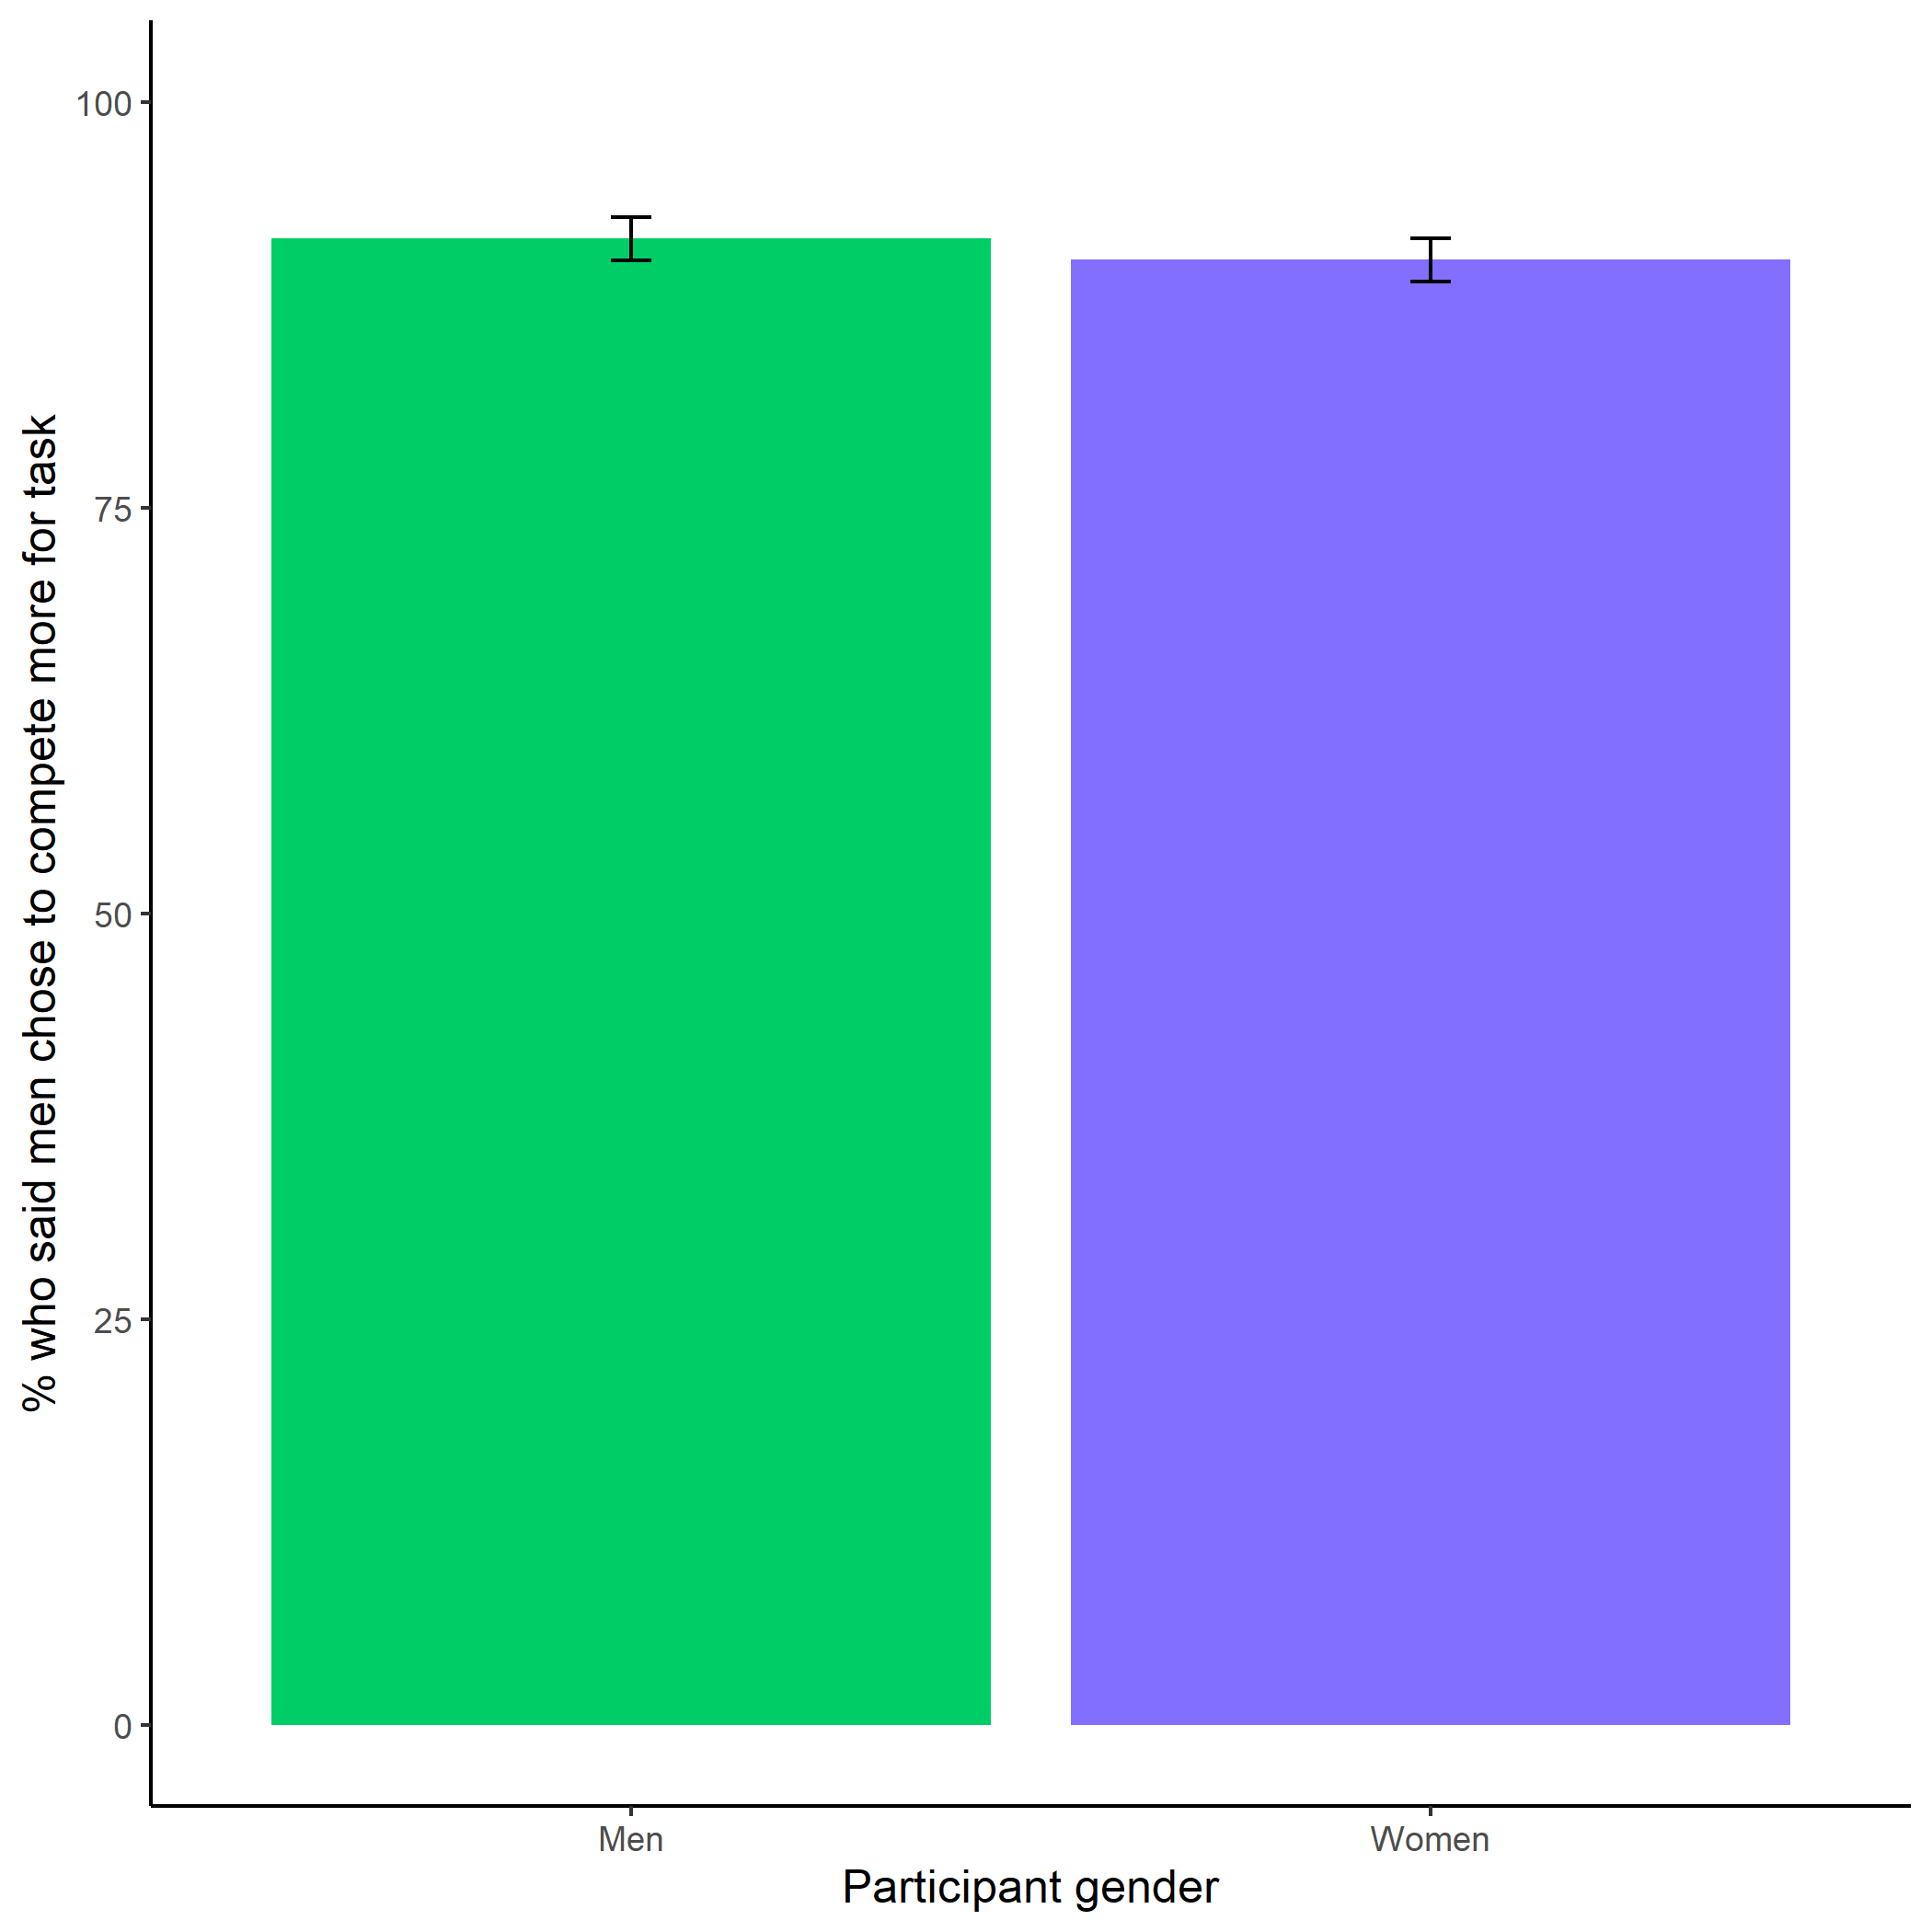 % who said men chose to compete more for task
100
75
50
25
0
Men
Women
Participant gender